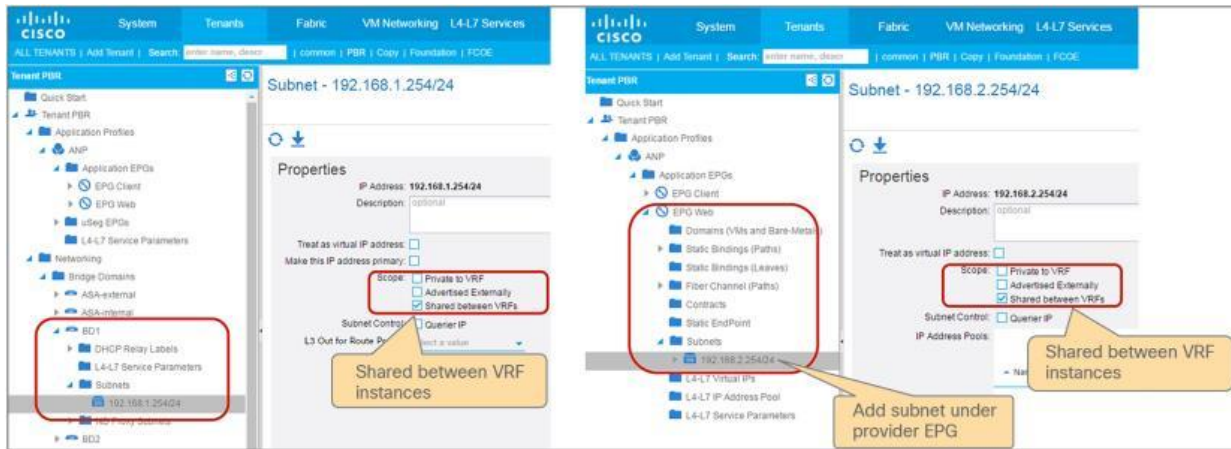 CISCO
System Tenants Fabric VM Networking L4-L7 Services
ALL TENANTS | Add Tenant | Search: enter name, descr | common | PBR | Copy | Foundation | FCOE
Tenant PBR
Quick Start
Tenant PBR
Application Profiles
ANP
Application EPGs
EPG Client
EPG Web
uSeg EPGs
L4-L7 Service Parameters
Networking
Bridge Domains
ASA-external
ASA-internal
BD1
DHCP Relay Labels
L4-L7 Service Parameters
Subnets
192.168.1.254/24
ND Proxy Subnets
BD2
Subnet - 192.168.1.254/24
Properties
IP Address: 192.168.1.254/24
Description: optional
Treat as virtual IP address:
Make this IP address primary:
Scope: Private to VRF
Advertised Externally
Shared between VRFs
Subnet Control: Querier IP
L3 Out for Route select a value
Shared between VRF
instances
CISCO
System Tenants Fabric VM Networking L4-L7 Services
ALL TENANTS | Add Tenant | Search: enter name, descr | common | PBR | Copy | Foundation | FCOE
Tenant PBR
Quick Start
Tenant PBR
Application Profiles
ANP
Application EPGs
EPG Client
EPG Web
Domains (VMs and Bare-Metals)
Static Bindings (Paths)
Static Bindings (Leaves)
Fiber Channel (Paths)
Contracts
Static EndPoint
Subnets
192.168.2.254/24
L4-L7 Virtual IPs
L4-L7 IP Address Pool
L4-L7 Service Parameters
Subnet - 192.168.2.254/24
Properties
IP Address: 192.168.2.254/24
Description: optional
Treat as virtual IP address:
Scope: Private to VRF
Advertised Externally
Shared between VRFs
Subnet Control: Querier IP
IP Address Pools:
Shared between VRF
instances
Add subnet under
provider EPG